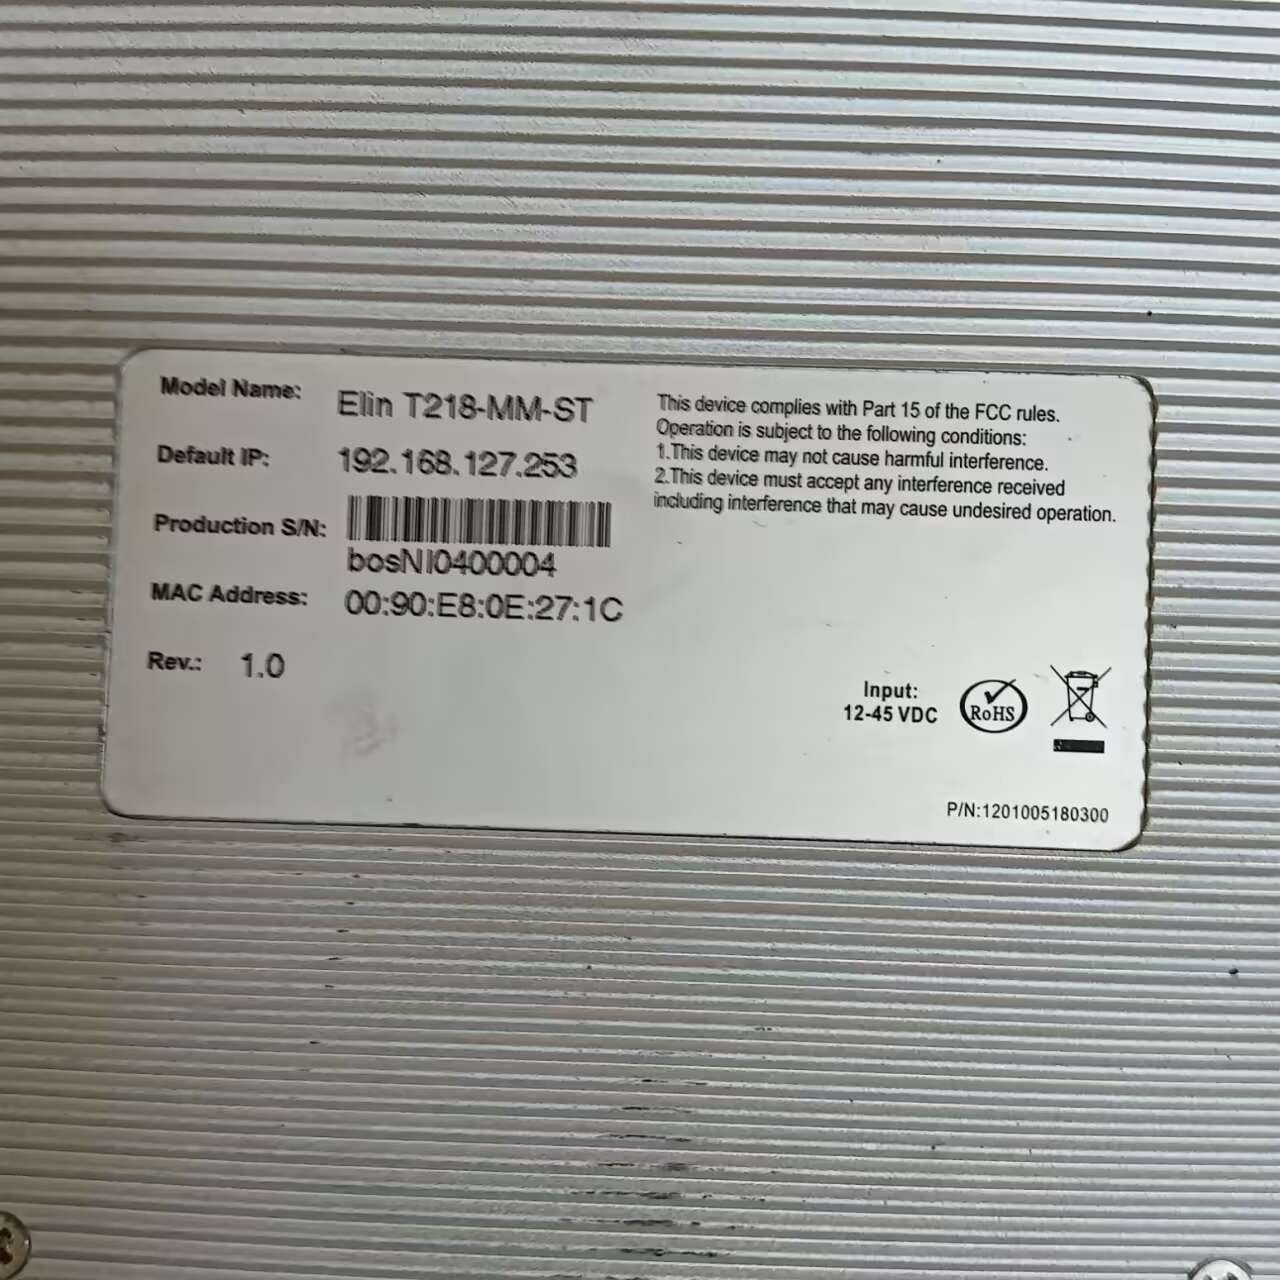 Model Name: Elin T218-MM-ST
Default IP: 192.168.127.253
Production S/N:
bosNI0400004
MAC Address: 00:90:E8:0E:27:1C
Rev.: 1.0
This device complies with Part 15 of the FCC rules.
Operation is subject to the following conditions:
1.This device may not cause harmful interference.
2.This device must accept any interference received
including interference that may cause undesired operation.
Input:
12-45 VDC
RoHS
P/N:1201005180300